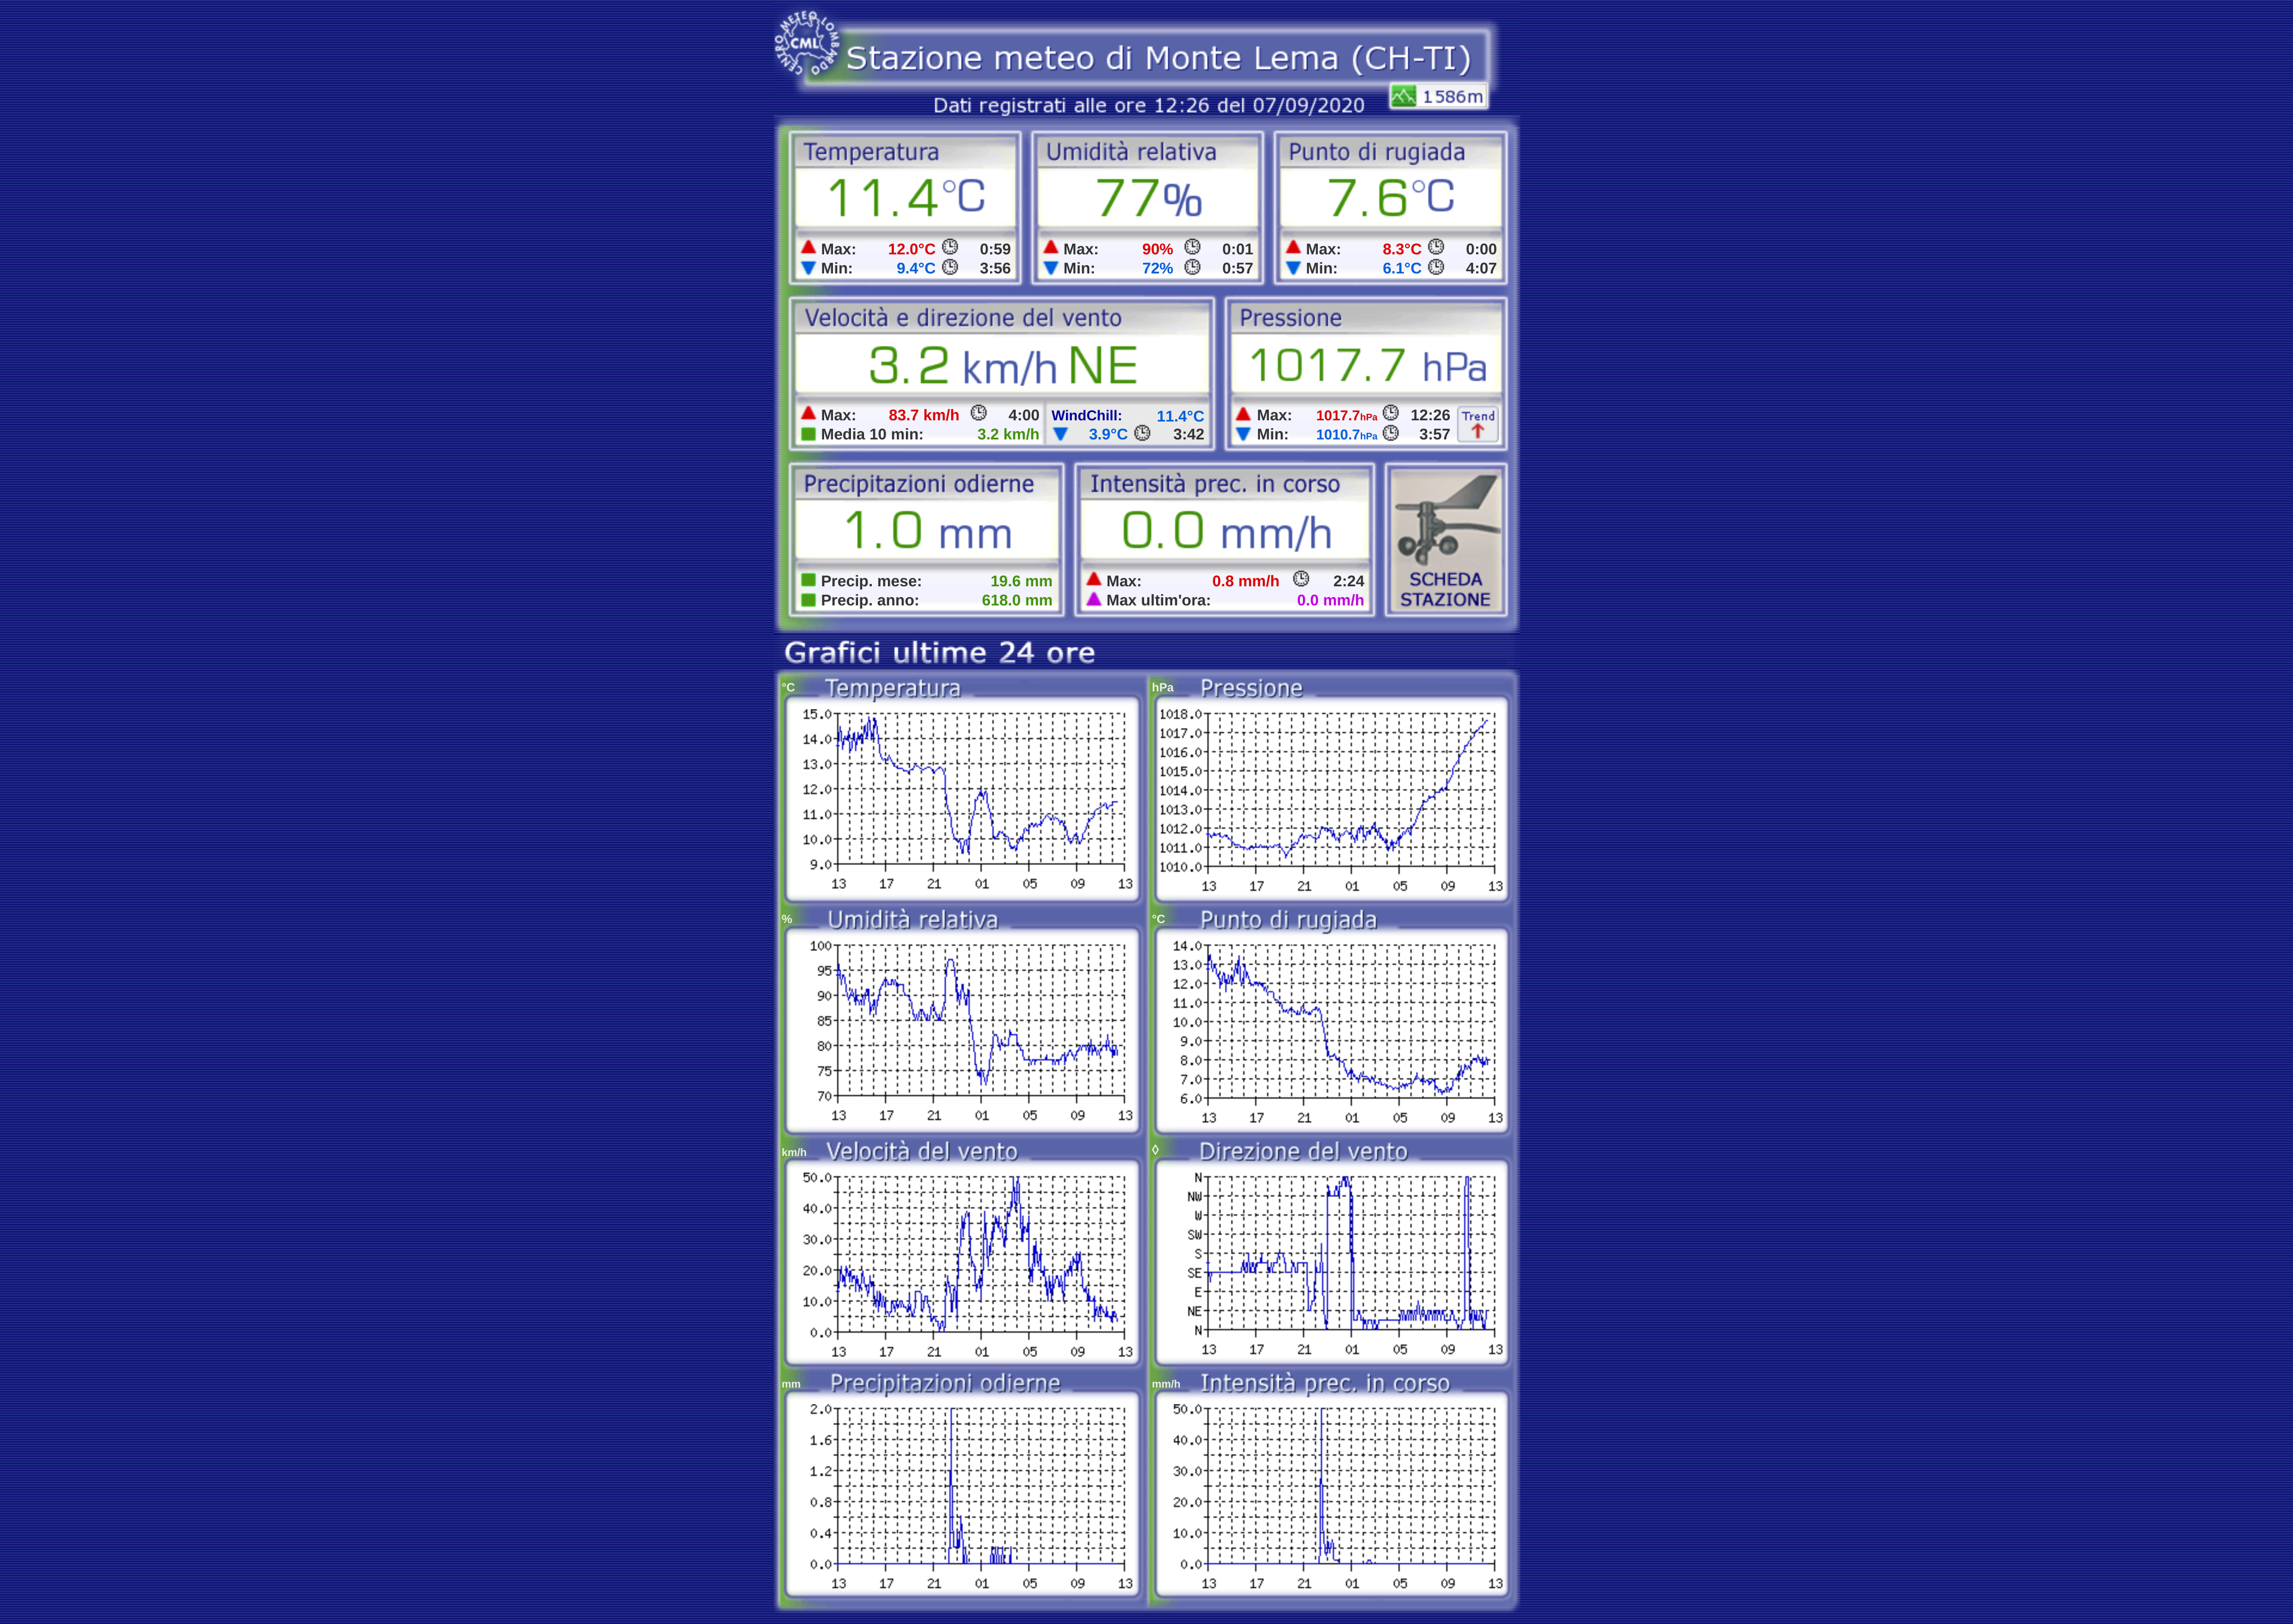 CENTRO METEO LOMBARDO
CML
Stazione meteo di Monte Lema (CH-TI)
Dati registrati alle ore 12:26 del 07/09/2020
1586m
Temperatura
11.4°C
Max: 12.0°C 0:59
Min: 9.4°C 3:56
Umidità relativa
77%
Max: 90% 0:01
Min: 72% 0:57
Punto di rugiada
7.6°C
Max: 8.3°C 0:00
Min: 6.1°C 4:07
Velocità e direzione del vento
3.2 km/h NE
Max: 83.7 km/h 4:00
Media 10 min: 3.2 km/h
WindChill: 11.4°C
3.9°C 3:42
Pressione
1017.7 hPa
Max: 1017.7hPa 12:26
Min: 1010.7hPa 3:57
Trend
Precipitazioni odierne
1.0 mm
Precip. mese: 19.6 mm
Precip. anno: 618.0 mm
Intensità prec. in corso
0.0 mm/h
Max: 0.8 mm/h 2:24
Max ultim'ora: 0.0 mm/h
SCHEDA
STAZIONE
Grafici ultime 24 ore
°C Temperatura
15.0
14.0
13.0
12.0
11.0
10.0
9.0
13 17 21 01 05 09 13
hPa Pressione
1018.0
1017.0
1016.0
1015.0
1014.0
1013.0
1012.0
1011.0
1010.0
13 17 21 01 05 09 13
% Umidità relativa
100
95
90
85
80
75
70
13 17 21 01 05 09 13
°C Punto di rugiada
14.0
13.0
12.0
11.0
10.0
9.0
8.0
7.0
6.0
13 17 21 01 05 09 13
km/h Velocità del vento
50.0
40.0
30.0
20.0
10.0
0.0
13 17 21 01 05 09 13
◊ Direzione del vento
N
NW
W
SW
S
SE
E
NE
N
13 17 21 01 05 09 13
mm Precipitazioni odierne
2.0
1.6
1.2
0.8
0.4
0.0
13 17 21 01 05 09 13
mm/h Intensità prec. in corso
50.0
40.0
30.0
20.0
10.0
0.0
13 17 21 01 05 09 13